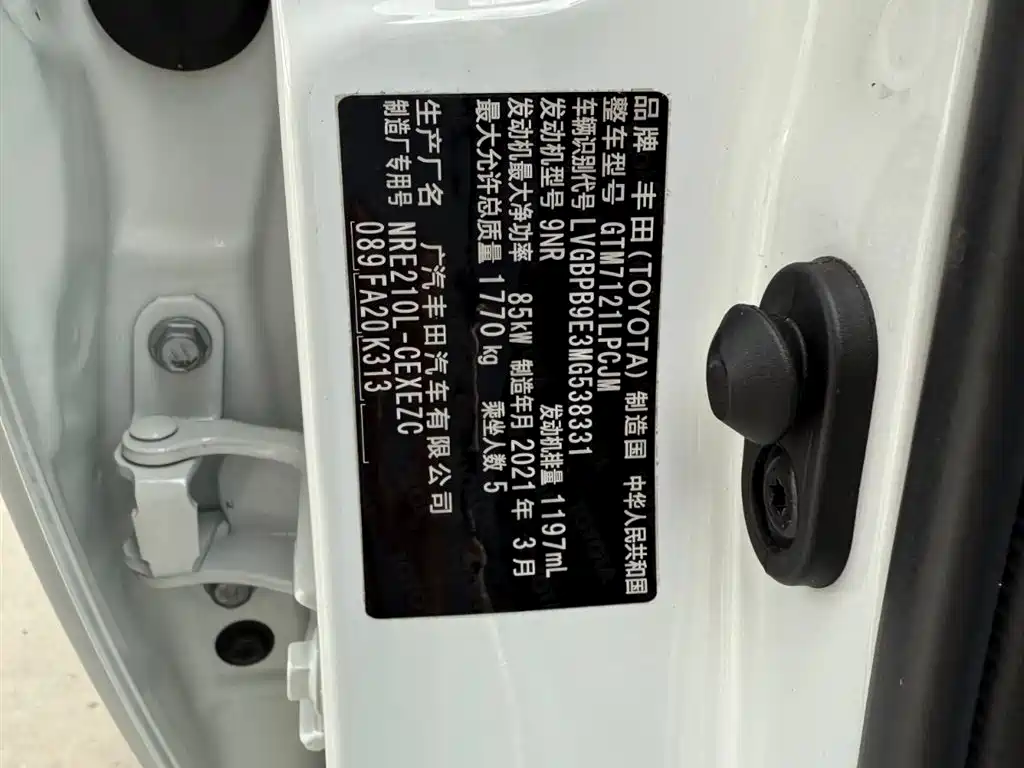 品牌 丰田(TOYOTA) 制造国 中华人民共和国
整车型号 GTM7121LPCJM
车辆识别代号 LVGBPB9E3MG538331
发动机型号 9NR 发动机排量 1197mL
发动机最大净功率 85kW 制造年月 2021年 3月
最大允许总质量 1770kg 乘坐人数 5
生产厂名 广汽丰田汽车有限公司
制造厂专用号 NRE210L-CEXEZC
089FA20K313